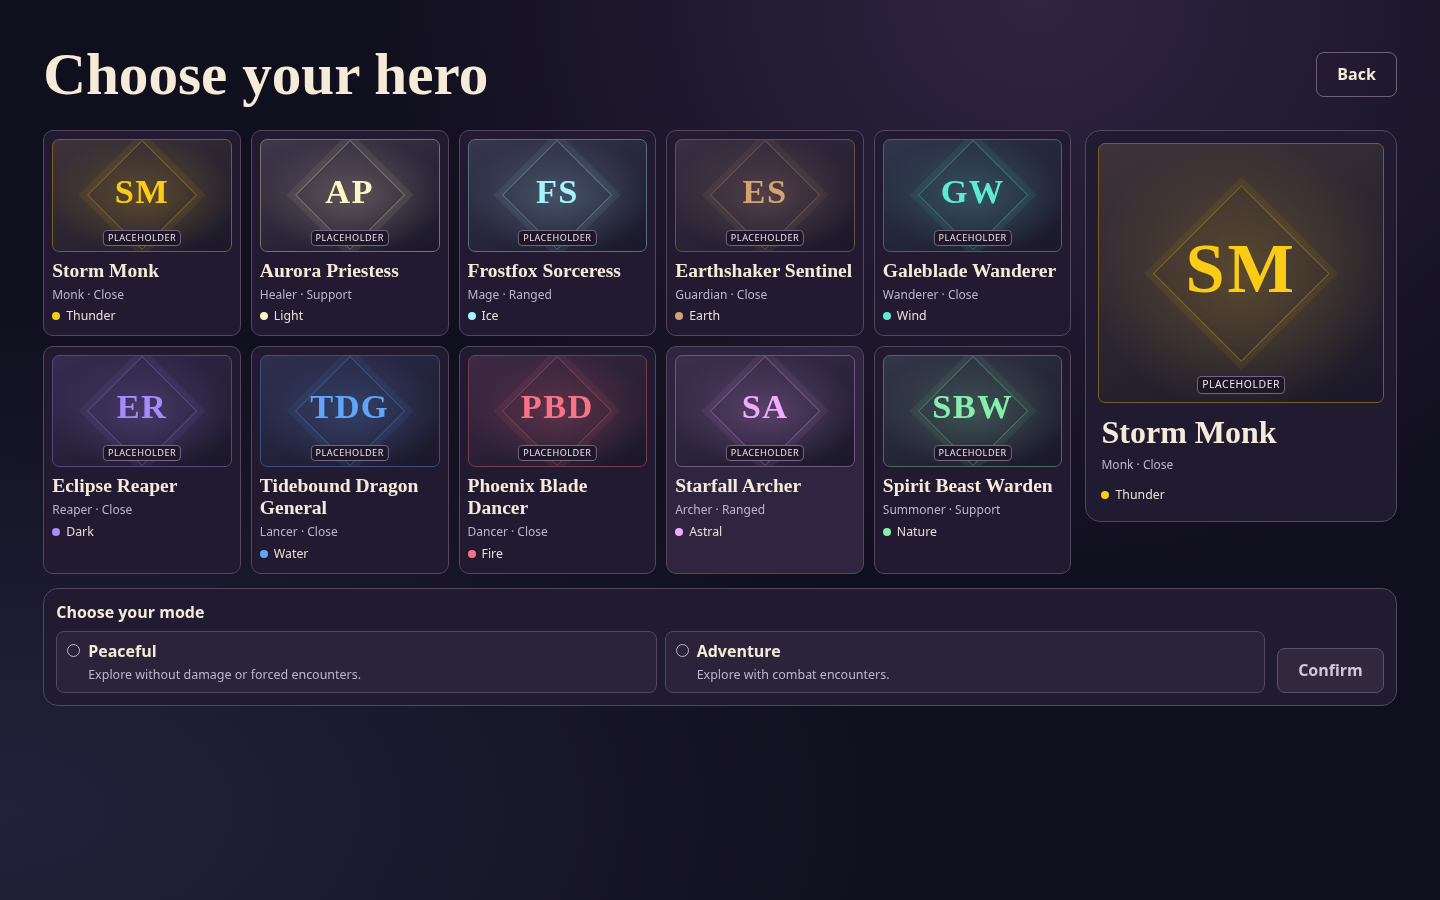 Choose your hero
Back
SM
PLACEHOLDER
Storm Monk
Monk · Close
Thunder
AP
PLACEHOLDER
Aurora Priestess
Healer · Support
Light
FS
PLACEHOLDER
Frostfox Sorceress
Mage · Ranged
Ice
ES
PLACEHOLDER
Earthshaker Sentinel
Guardian · Close
Earth
GW
PLACEHOLDER
Galeblade Wanderer
Wanderer · Close
Wind
ER
PLACEHOLDER
Eclipse Reaper
Reaper · Close
Dark
TDG
PLACEHOLDER
Tidebound Dragon
General
Lancer · Close
Water
PBD
PLACEHOLDER
Phoenix Blade
Dancer
Dancer · Close
Fire
SA
PLACEHOLDER
Starfall Archer
Archer · Ranged
Astral
SBW
PLACEHOLDER
Spirit Beast Warden
Summoner · Support
Nature
SM
PLACEHOLDER
Storm Monk
Monk · Close
Thunder
Choose your mode
Peaceful
Explore without damage or forced encounters.
Adventure
Explore with combat encounters.
Confirm